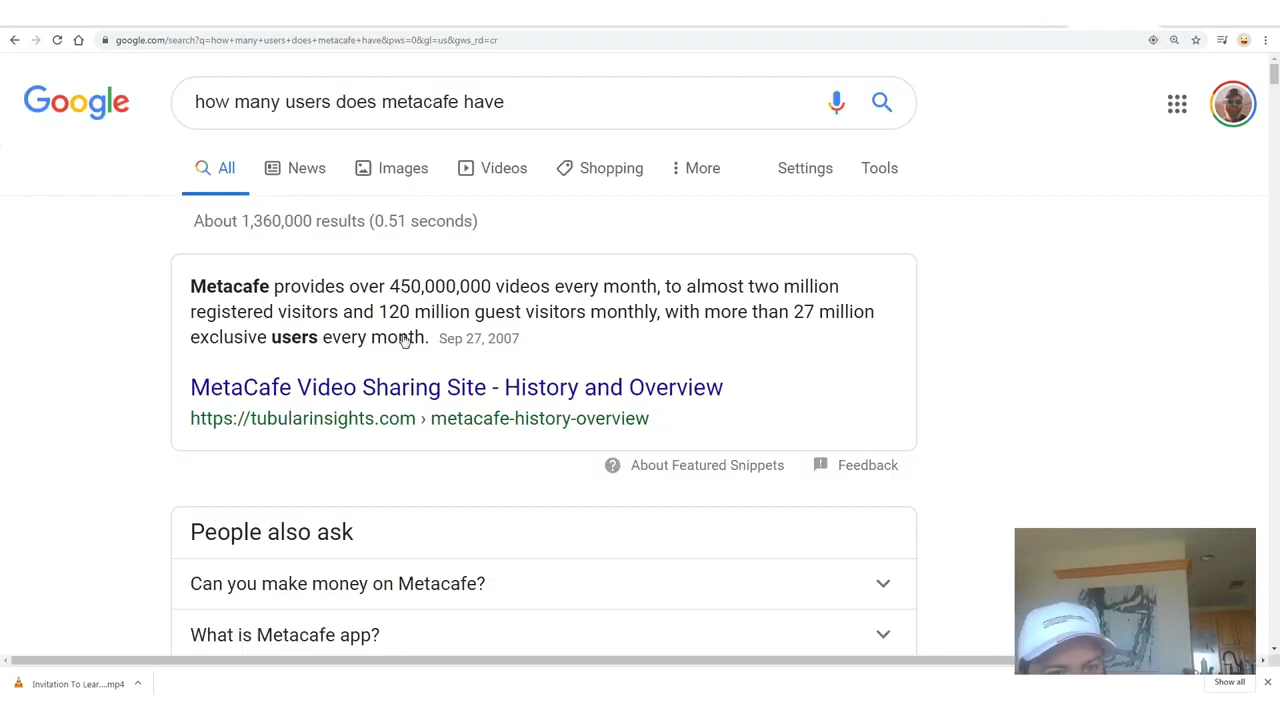 google.com/search?q=how+many+users+does+metacafe+have&pws=0&gl=us&gws_rd=cr
Google
how many users does metacafe have
All News Images Videos Shopping More Settings Tools
About 1,360,000 results (0.51 seconds)
Metacafe provides over 450,000,000 videos every month, to almost two million
registered visitors and 120 million guest visitors monthly, with more than 27 million
exclusive users every month. Sep 27, 2007
MetaCafe Video Sharing Site - History and Overview
https://tubularinsights.com › metacafe-history-overview
About Featured Snippets Feedback
People also ask
Can you make money on Metacafe?
What is Metacafe app?
Invitation To Lear....mp4
Show all